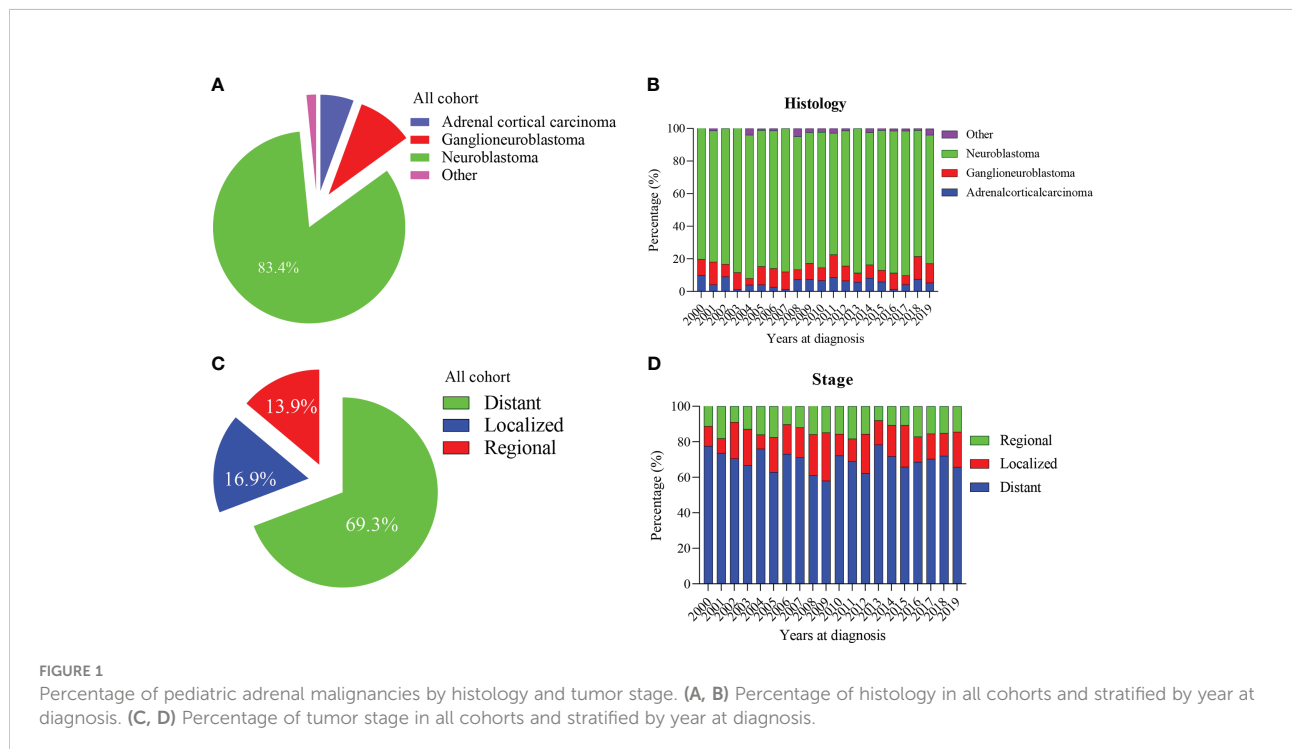 A
All cohort
Adrenal cortical carcinoma
Ganglioneuroblastoma
Neuroblastoma
Other
83.4%
B
Histology
Percentage (%)
100
80
60
40
20
0
2000
2001
2002
2003
2004
2005
2006
2007
2008
2009
2010
2011
2012
2013
2014
2015
2016
2017
2018
2019
Years at diagnosis
Other
Neuroblastoma
Ganglioneuroblastoma
Adrenalcorticalcarcinoma
C
All cohort
Distant
Localized
Regional
13.9%
16.9%
69.3%
D
Stage
Percentage (%)
100
80
60
40
20
0
2000
2001
2002
2003
2004
2005
2006
2007
2008
2009
2010
2011
2012
2013
2014
2015
2016
2017
2018
2019
Years at diagnosis
Regional
Localized
Distant
FIGURE 1
Percentage of pediatric adrenal malignancies by histology and tumor stage. (A, B) Percentage of histology in all cohorts and stratified by year at
diagnosis. (C, D) Percentage of tumor stage in all cohorts and stratified by year at diagnosis.